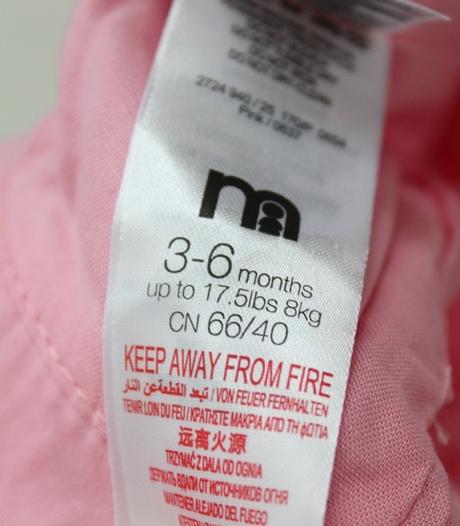 Pink / 0637
m
3-6 months
up to 17.5lbs 8kg
CN 66/40
KEEP AWAY FROM FIRE
تبعد القطعة عن النار / VON FEUER FERNHALTEN
TENIR LOIN DU FEU / ΚΡΑΤΗΣΤΕ ΜΑΚΡΙΑ ΑΠΟ ΤΗ ΦΩΤΙΑ
远离火源
TRZYMAĆ Z DALA OD OGNIA
ДЕРЖАТЬ ВДАЛИ ОТ ИСТОЧНИКОВ ОГНЯ
MANTENER ALEJADO DEL FUEGO